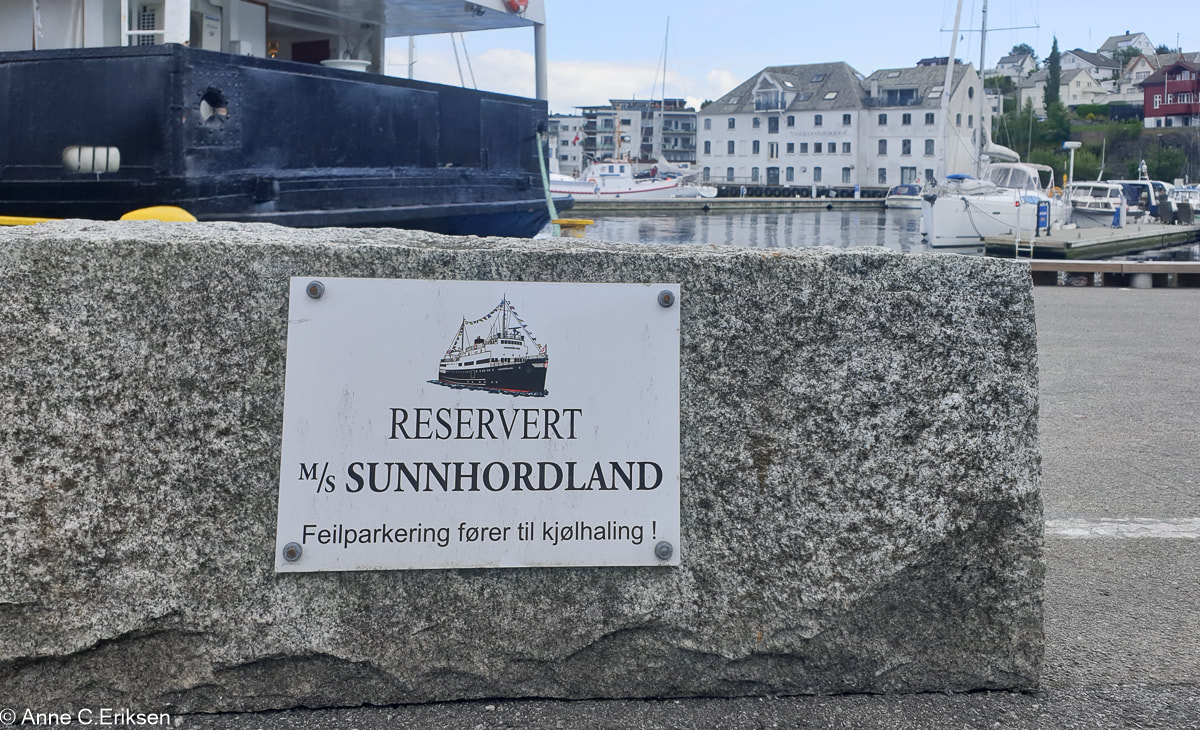 RESERVERT
M/S SUNNHORDLAND
Feilparkering fører til kjølhaling !
© Anne C.Eriksen